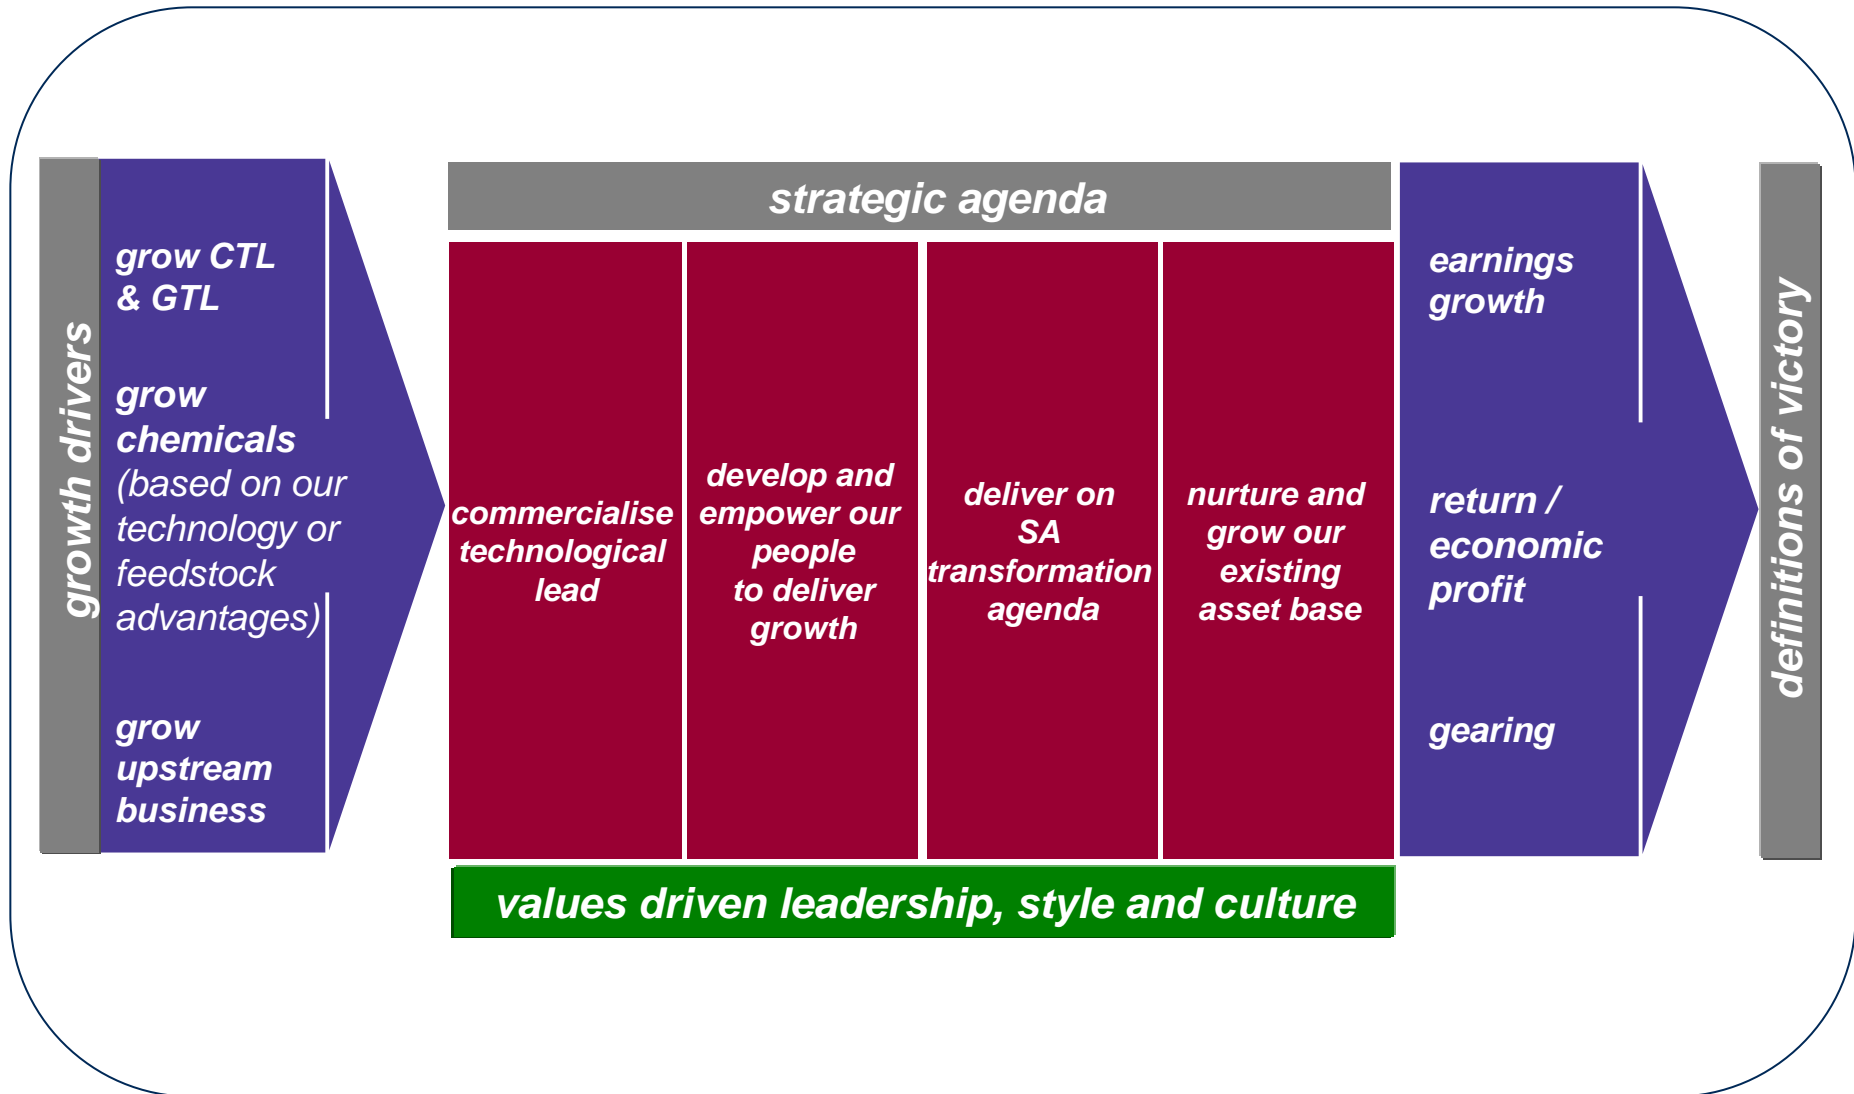 growth drivers
grow CTL
& GTL
grow
chemicals
(based on our
technology or
feedstock
advantages)
grow
upstream
business
strategic agenda
commercialise
technological
lead
develop and
empower our
people
to deliver
growth
deliver on
SA
transformation
agenda
nurture and
grow our
existing
asset base
values driven leadership, style and culture
earnings
growth
return /
economic
profit
gearing
definitions of victory